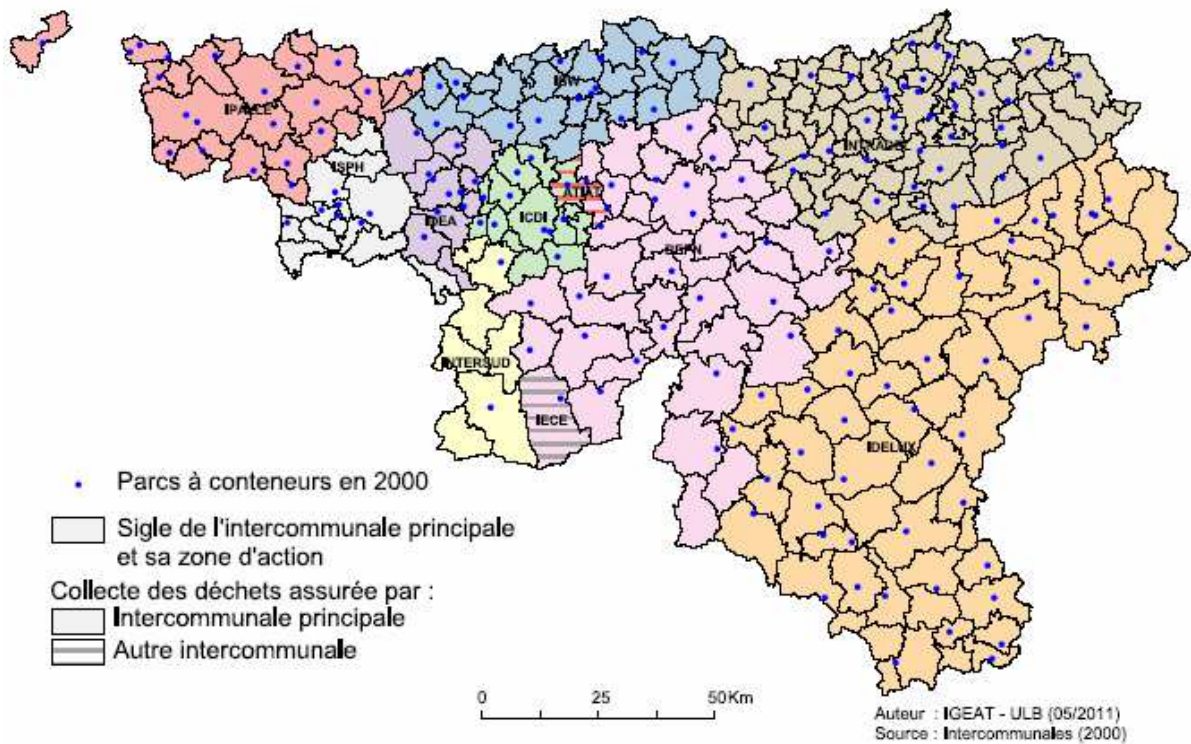 IBW
IPALLE
INTRADEL
ISPH
ATIAT
IDEA
ICDI
BEPN
INTERSUD
IECE
IDELUX
• Parcs à conteneurs en 2000
Sigle de l'intercommunale principale
et sa zone d'action
Collecte des déchets assurée par :
Intercommunale principale
Autre intercommunale
0 25 50Km
Auteur : IGEAT - ULB (05/2011)
Source : Intercommunales (2000)